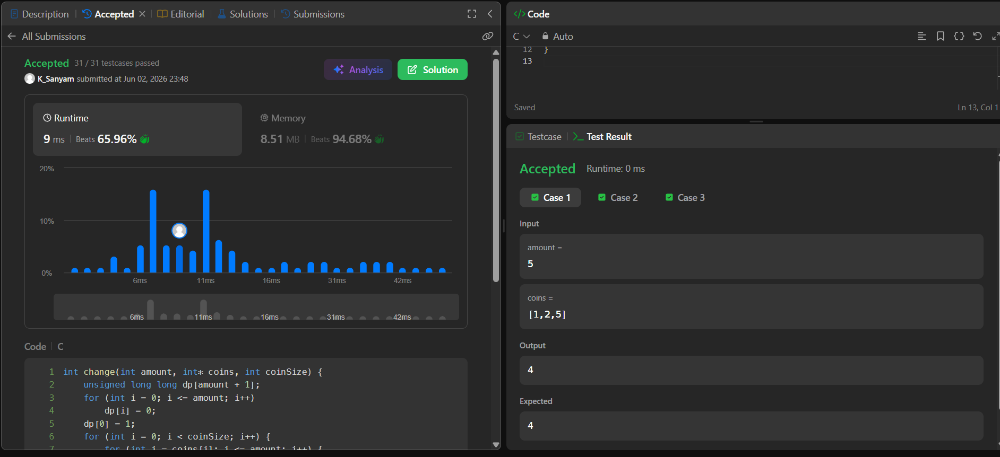 Description | Accepted | Editorial | Solutions | Submissions
All Submissions
Accepted 31 / 31 testcases passed
K_Sanyam submitted at Jun 02, 2026 23:48
Analysis
Solution
Runtime
9 ms | Beats 65.96%
Memory
8.51 MB | Beats 94.68%
20%
10%
0%
6ms 11ms 16ms 31ms 42ms
6ms 11ms 16ms 31ms 42ms
Code | C
1 int change(int amount, int* coins, int coinSize) {
2 unsigned long long dp[amount + 1];
3 for (int i = 0; i <= amount; i++)
4 dp[i] = 0;
5 dp[0] = 1;
6 for (int i = 0; i < coinSize; i++) {
7 for (int j = coins[i]; j <= amount; j++) {
</> Code
C Auto
12 }
13
Saved
Ln 13, Col 1
Testcase | Test Result
Accepted Runtime: 0 ms
Case 1 Case 2 Case 3
Input
amount =
5
coins =
[1,2,5]
Output
4
Expected
4